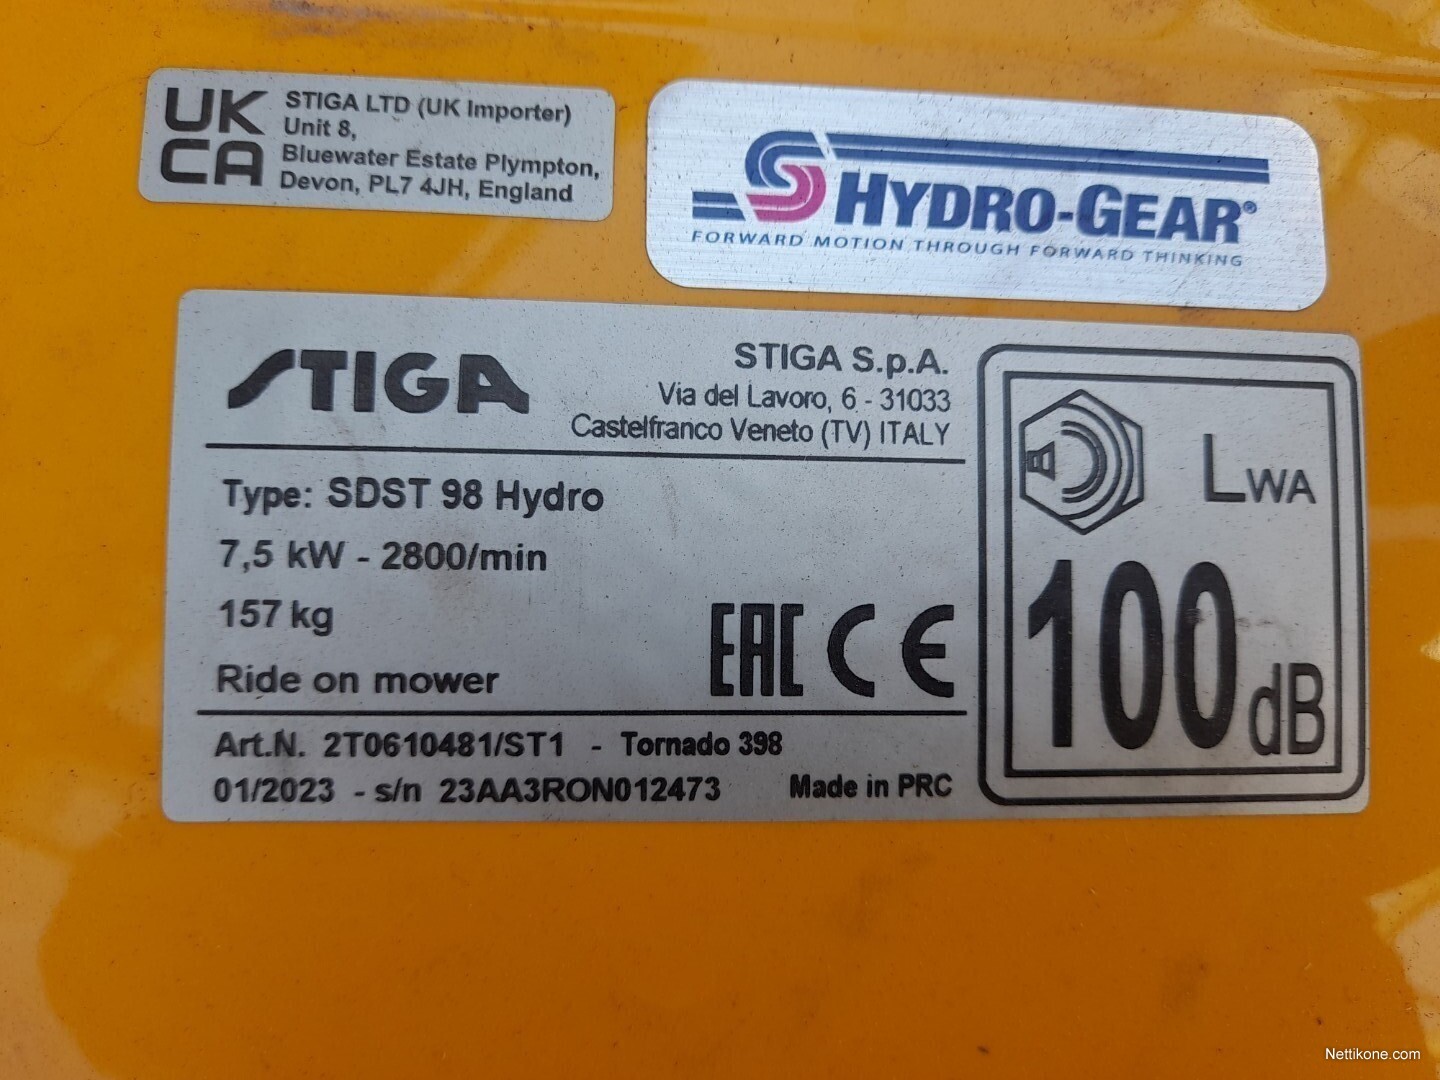 UK
CA
STIGA LTD (UK Importer)
Unit 8,
Bluewater Estate Plympton,
Devon, PL7 4JH, England
HYDRO-GEAR®
FORWARD MOTION THROUGH FORWARD THINKING
STIGA
STIGA S.p.A.
Via del Lavoro, 6 - 31033
Castelfranco Veneto (TV) ITALY
Type: SDST 98 Hydro
7,5 kW - 2800/min
157 kg
Ride on mower
EAC CE
Art.N. 2T0610481/ST1 - Tornado 398
01/2023 - s/n 23AA3RON012473 Made in PRC
LWA
100 dB
Nettikone.com